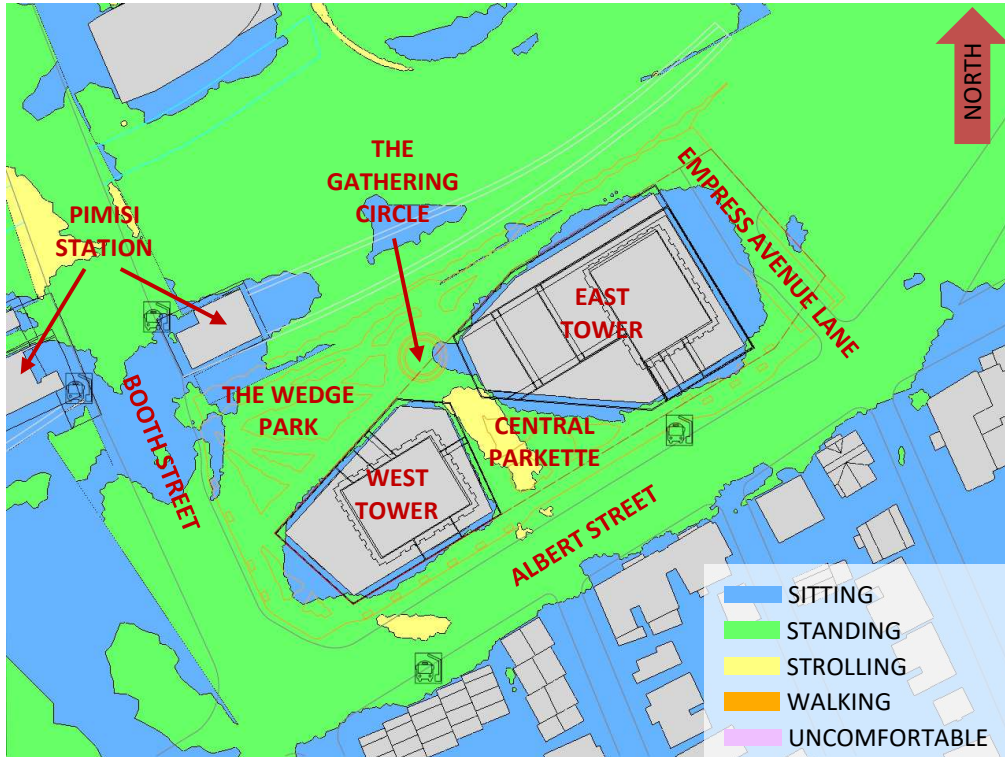 NORTH
THE
GATHERING
CIRCLE
PIMISI
STATION
EMPRESS AVENUE LANE
EAST
TOWER
BOOTH STREET
THE WEDGE
PARK
CENTRAL
PARKETTE
WEST
TOWER
ALBERT STREET
SITTING
STANDING
STROLLING
WALKING
UNCOMFORTABLE